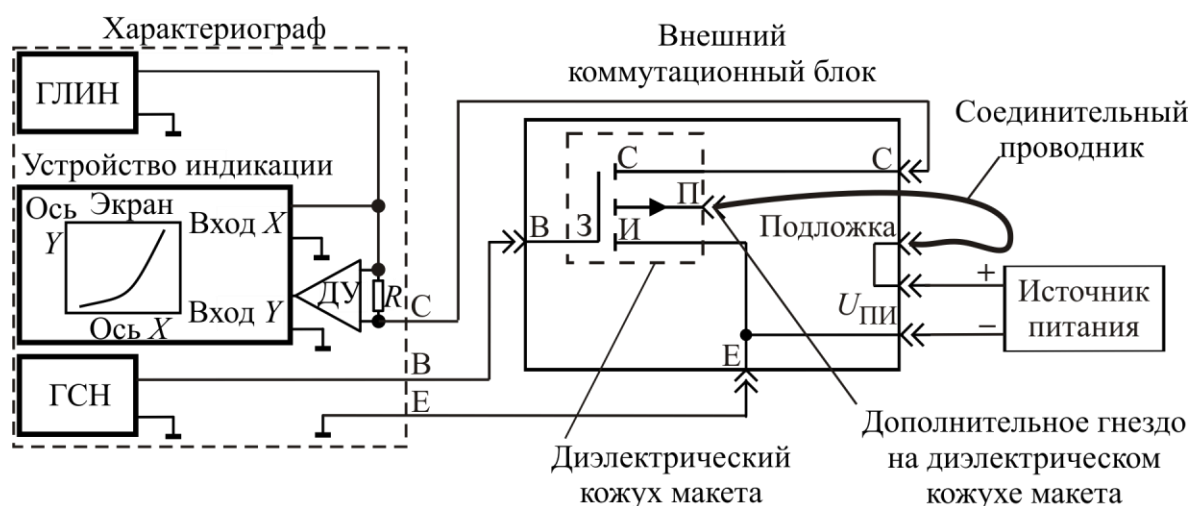 Характериограф
ГЛИН
Устройство индикации
Ось
Y
Экран
Вход X
ДУ
R
Вход Y
Ось X
С
ГСН
В
Е
Внешний
коммутационный блок
С
С
П
В
З
И
Подложка
U ПИ
Е
Соединительный
проводник
+
Источник
питания
–
Диэлектрический
кожух макета
Дополнительное гнездо
на диэлектрическом
кожухе макета